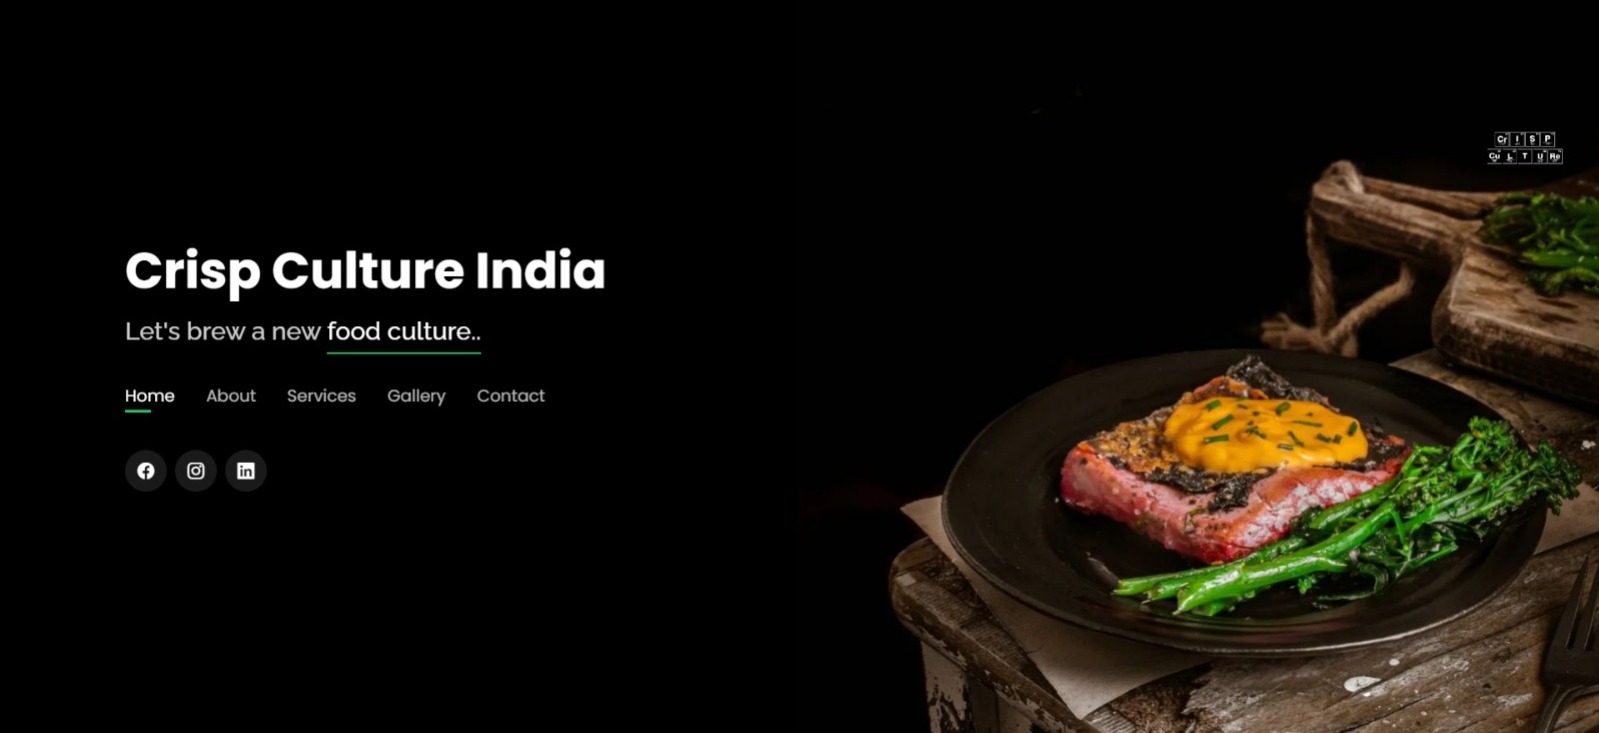 Crisp Culture India
Let's brew a new food culture..
Home About Services Gallery Contact
Cr I S P
Cu L T U Re